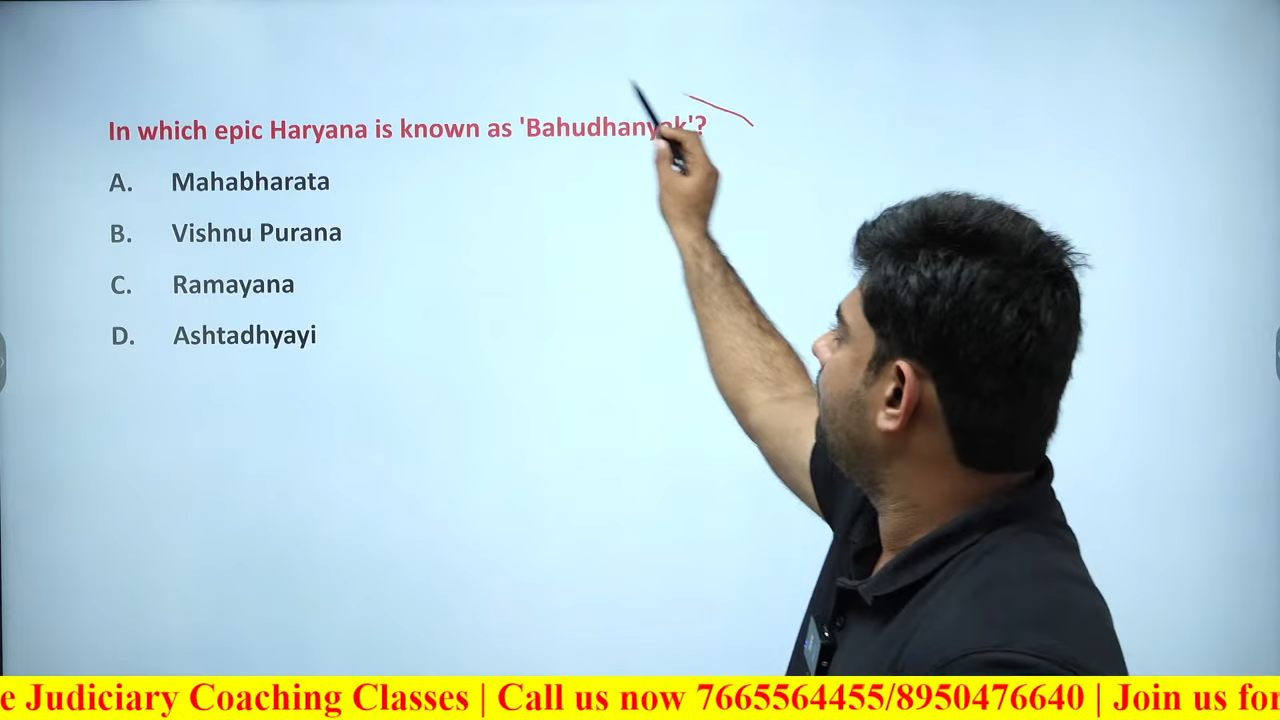 In which epic Haryana is known as 'Bahudhanyak'?
A. Mahabharata
B. Vishnu Purana
C. Ramayana
D. Ashtadhyayi
e Judiciary Coaching Classes | Call us now 7665564455/8950476640 | Join us for